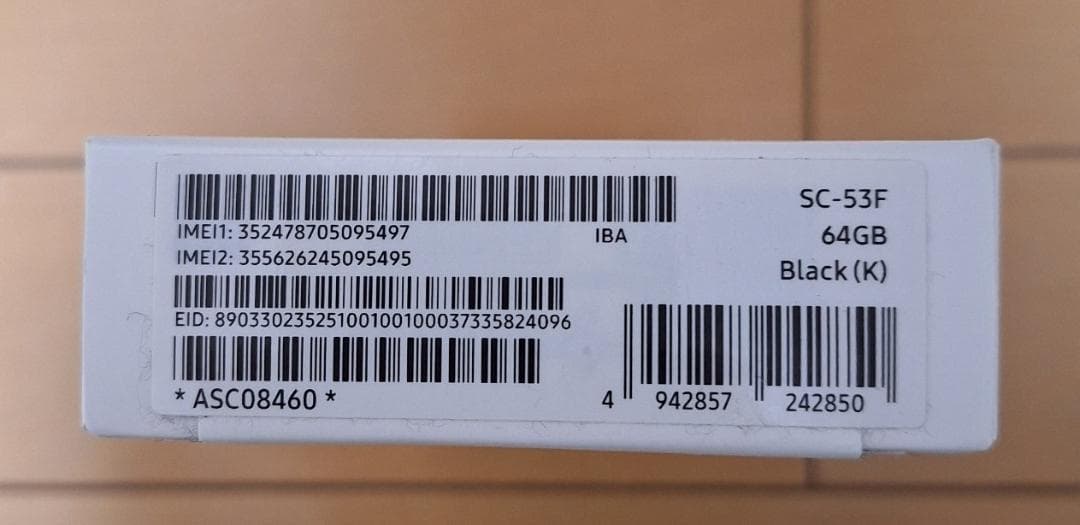 IMEI1: 352478705095497
IBA
IMEI2: 355626245095495
EID: 89033023525100100100037335824096
* ASC08460 *
SC-53F
64GB
Black (K)
4 942857 242850